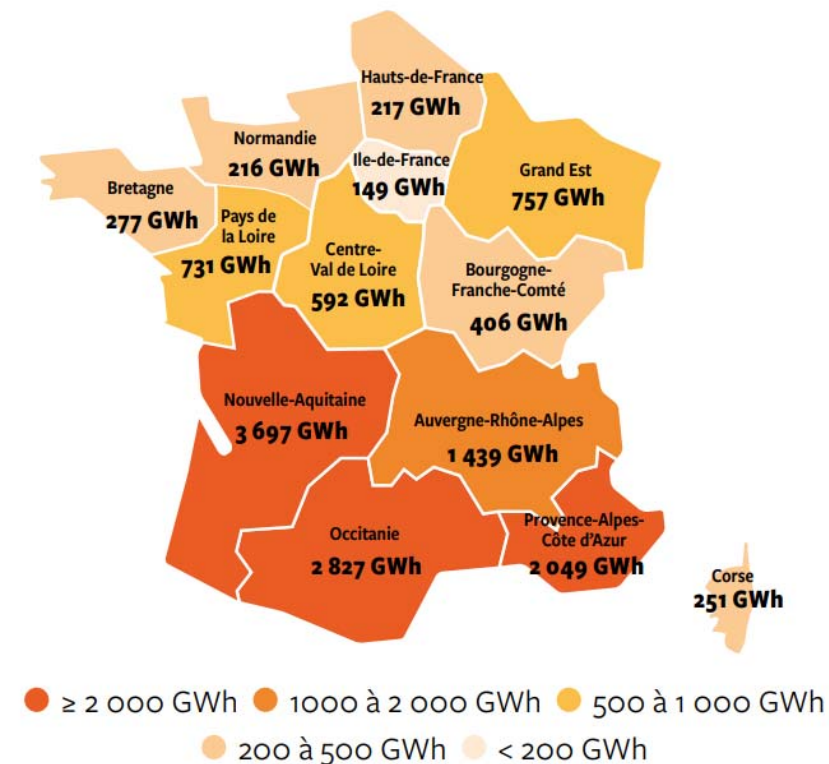 Hauts-de-France
217 GWh
Normandie
216 GWh
Ile-de-France
149 GWh
Grand Est
757 GWh
Bretagne
277 GWh
Pays de
la Loire
731 GWh
Centre-
Val de Loire
592 GWh
Bourgogne-
Franche-Comté
406 GWh
Nouvelle-Aquitaine
3 697 GWh
Auvergne-Rhône-Alpes
1 439 GWh
Occitanie
2 827 GWh
Provence-Alpes-
Côte d'Azur
2 049 GWh
Corse
251 GWh
≥ 2 000 GWh
1000 à 2 000 GWh
500 à 1 000 GWh
200 à 500 GWh
< 200 GWh